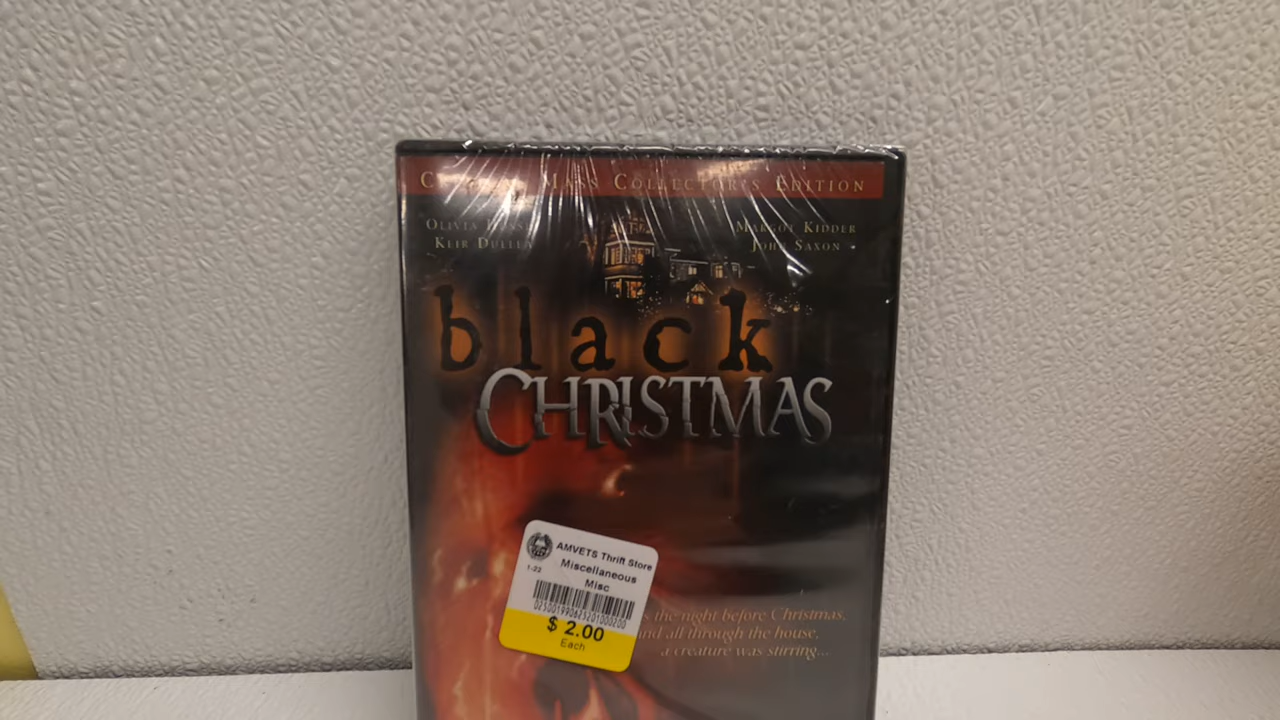 MASS COLLECTOR'S EDITION
OLIVIA
KEIR DULLEA
MARGOT KIDDER
JOHN SAXON
black
CHRISTMAS
AMVETS Thrift Store
1-22
Miscellaneous
Misc
$ 2.00
Each
the night before Christmas,
and all through the house,
a creature was stirring...